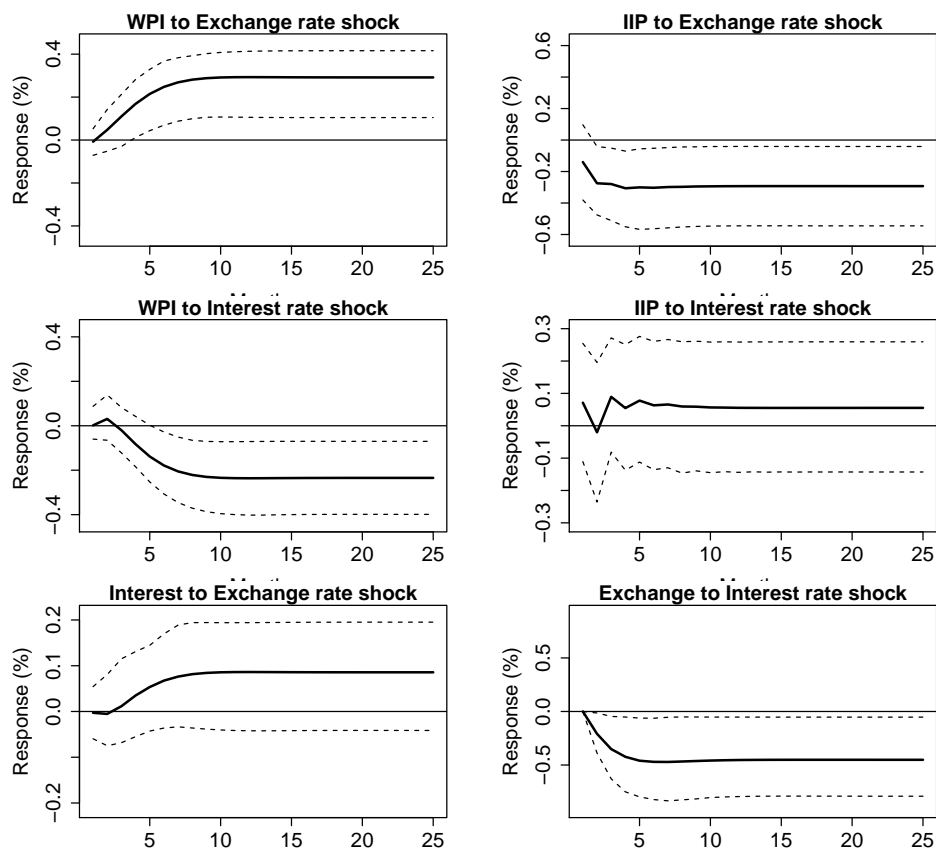 WPI to Exchange rate shock
Response (%)
0.4
0.0
−0.4
5 10 15 20 25
IIP to Exchange rate shock
Response (%)
0.6
0.2
−0.2
−0.6
5 10 15 20 25
WPI to Interest rate shock
Response (%)
0.4
0.0
−0.4
5 10 15 20 25
IIP to Interest rate shock
Response (%)
0.3
0.1
−0.1
−0.3
5 10 15 20 25
Interest to Exchange rate shock
Response (%)
0.2
0.1
0.0
−0.2
5 10 15 20 25
Exchange to Interest rate shock
Response (%)
0.5
0.0
−0.5
5 10 15 20 25